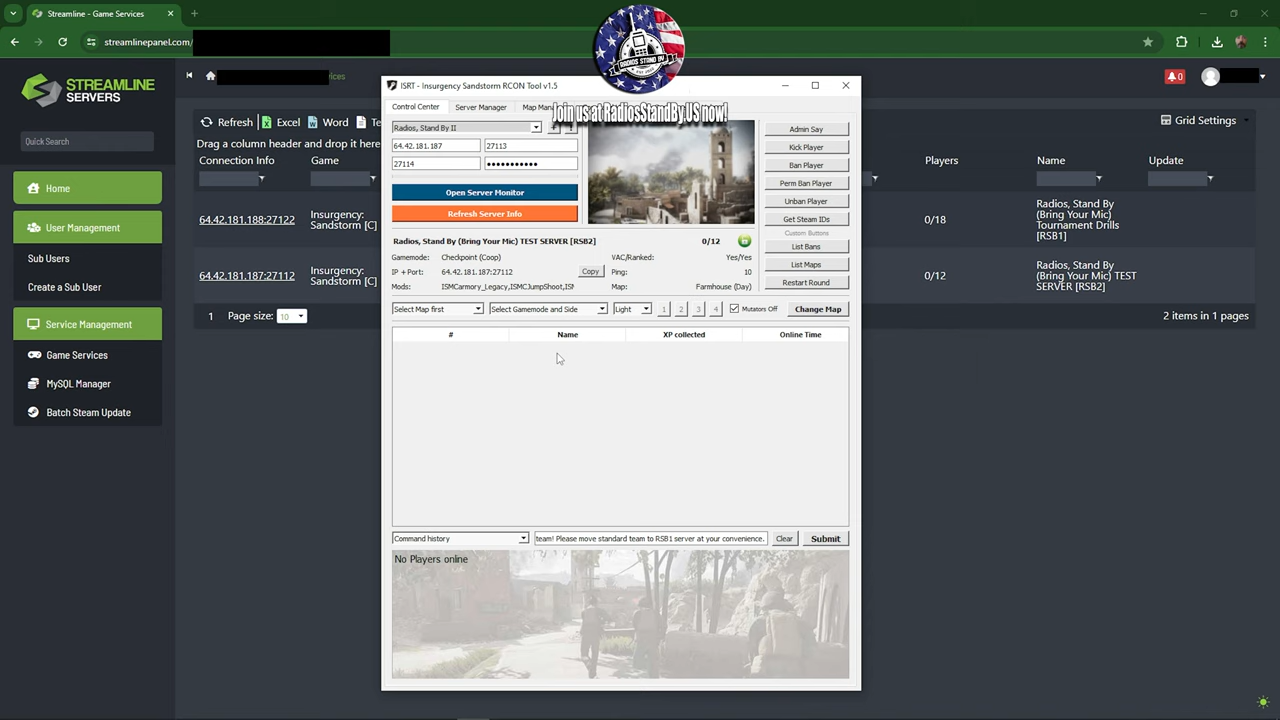 Streamline - Game Services
streamlinepanel.com/
RADIOS STAND BY
Join us at RadiosStandBy.US now!
STREAMLINE
SERVERS
Quick Search
Home
User Management
Sub Users
Create a Sub User
Service Management
Game Services
MySQL Manager
Batch Steam Update
ices
0
Refresh
Excel
Word
Grid Settings
Drag a column header and drop it here
Connection Info
Game
Players
Name
Update
64.42.181.188:27122
Insurgency:
Sandstorm [C]
0/18
Radios, Stand By
(Bring Your Mic)
Tournament Drills
[RSB1]
64.42.181.187:27112
Insurgency:
Sandstorm [C]
0/12
Radios, Stand By
(Bring Your Mic) TEST
SERVER [RSB2]
1
Page size:
10
2 items in 1 pages
ISRT - Insurgency Sandstorm RCON Tool v1.5
Control Center
Server Manager
Map Man
Radios, Stand By II
64.42.181.187
27113
27114
Open Server Monitor
Refresh Server Info
Admin Say
Kick Player
Ban Player
Perm Ban Player
Unban Player
Get Steam IDs
Custom Buttons
List Bans
List Maps
Restart Round
Radios, Stand By (Bring Your Mic) TEST SERVER [RSB2]
0/12
Gamemode:
Checkpoint (Coop)
VAC/Ranked:
Yes/Yes
IP + Port:
64.42.181.187:27112
Copy
Ping:
10
Mods:
ISMCarmory_Legacy,ISMCJumpShoot,ISM
Map:
Farmhouse (Day)
Select Map first
Select Gamemode and Side
Light
1
2
3
4
Mutators Off
Change Map
#
Name
XP collected
Online Time
Command history
team! Please move standard team to RSB1 server at your convenience.
Clear
Submit
No Players online